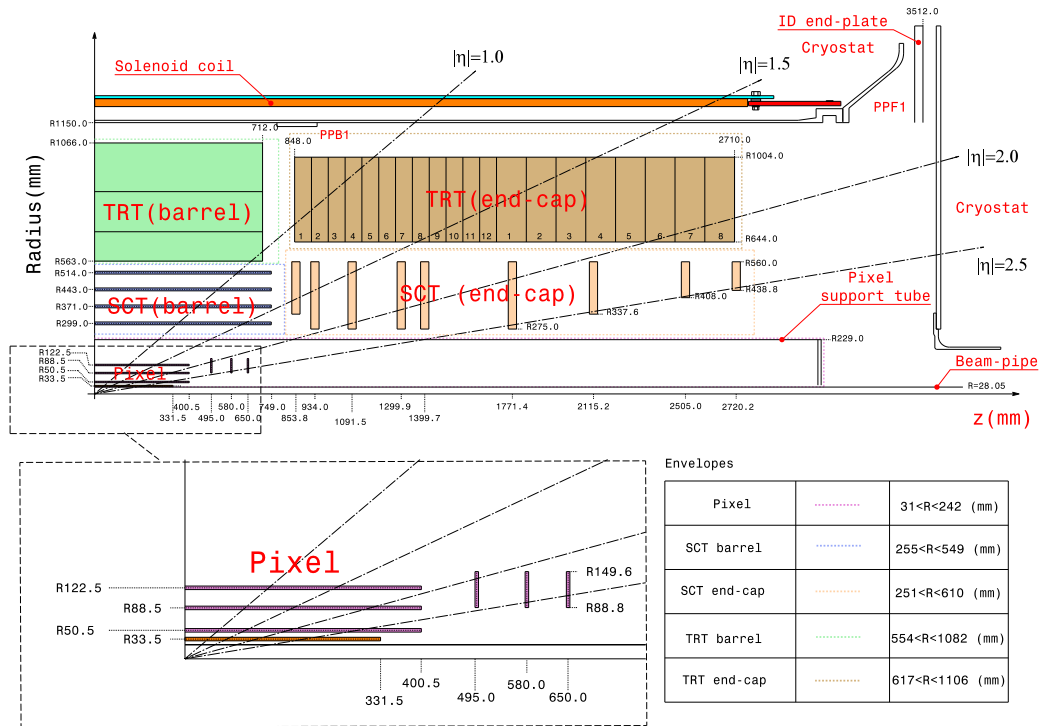 3512.0
ID end-plate
Cryostat
|η|=1.0
|η|=1.5
Solenoid coil
PPF1
R1150.0
712.0
PPB1
848.0
2710.0
R1066.0
R1004.0
|η|=2.0
Radius(mm)
TRT(barrel)
TRT(end-cap)
Cryostat
1 2 3 4 5 6 7 8 9 10 11 12 1 2 3 4 5 6 7 8
R644.0
R563.0
R560.0
R514.0
|η|=2.5
Pixel
support tube
R443.0
SCT(barrel)
SCT (end-cap)
R438.8
R408.0
R371.0
R337.6
R299.0
R275.0
R229.0
R122.5
R88.5
Pixel
R50.5
R33.5
Beam-pipe
R=28.05
400.5 580.0 749.0 934.0 1299.9 1771.4 2115.2 2505.0 2720.2
331.5 495.0 650.0 853.8 1091.5 1399.7
z(mm)
Pixel
R149.6
R122.5
R88.5
R88.8
R50.5
R33.5
400.5 580.0
331.5 495.0 650.0
Envelopes
Pixel 31<R<242 (mm)
SCT barrel 255<R<549 (mm)
SCT end-cap 251<R<610 (mm)
TRT barrel 554<R<1082 (mm)
TRT end-cap 617<R<1106 (mm)